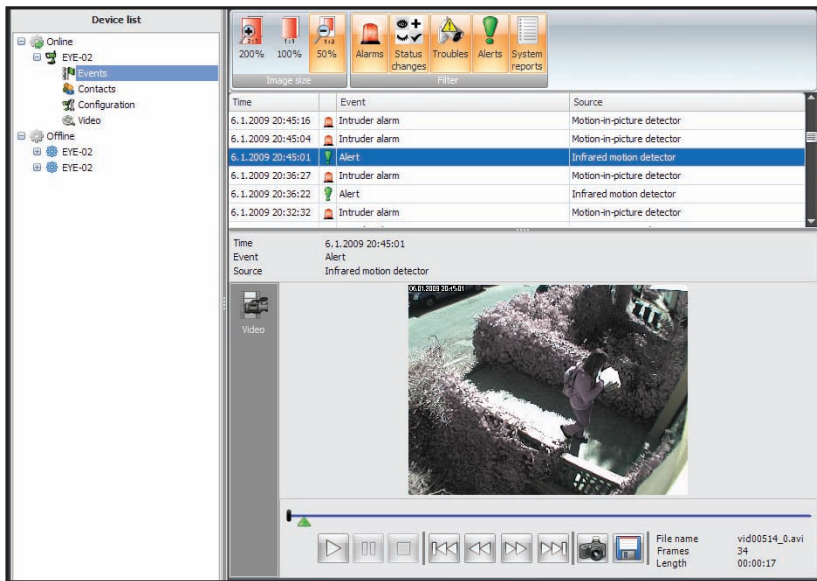 Device list
Online
EYE-02
Events
Contacts
Configuration
Video
Offline
EYE-02
EYE-02
2:1 1:1 1:2
200% 100% 50%
Image size
Alarms Status changes Troubles Alerts System reports
Filter
Time Event Source
6.1.2009 20:45:16 Intruder alarm Motion-in-picture detector
6.1.2009 20:45:04 Intruder alarm Motion-in-picture detector
6.1.2009 20:45:01 Alert Infrared motion detector
6.1.2009 20:36:27 Intruder alarm Motion-in-picture detector
6.1.2009 20:36:22 Alert Infrared motion detector
6.1.2009 20:32:32 Intruder alarm Motion-in-picture detector
Time 6.1.2009 20:45:01
Event Alert
Source Infrared motion detector
Video
06.01.2009 20:45:01
File name vid00514_0.avi
Frames 34
Length 00:00:17